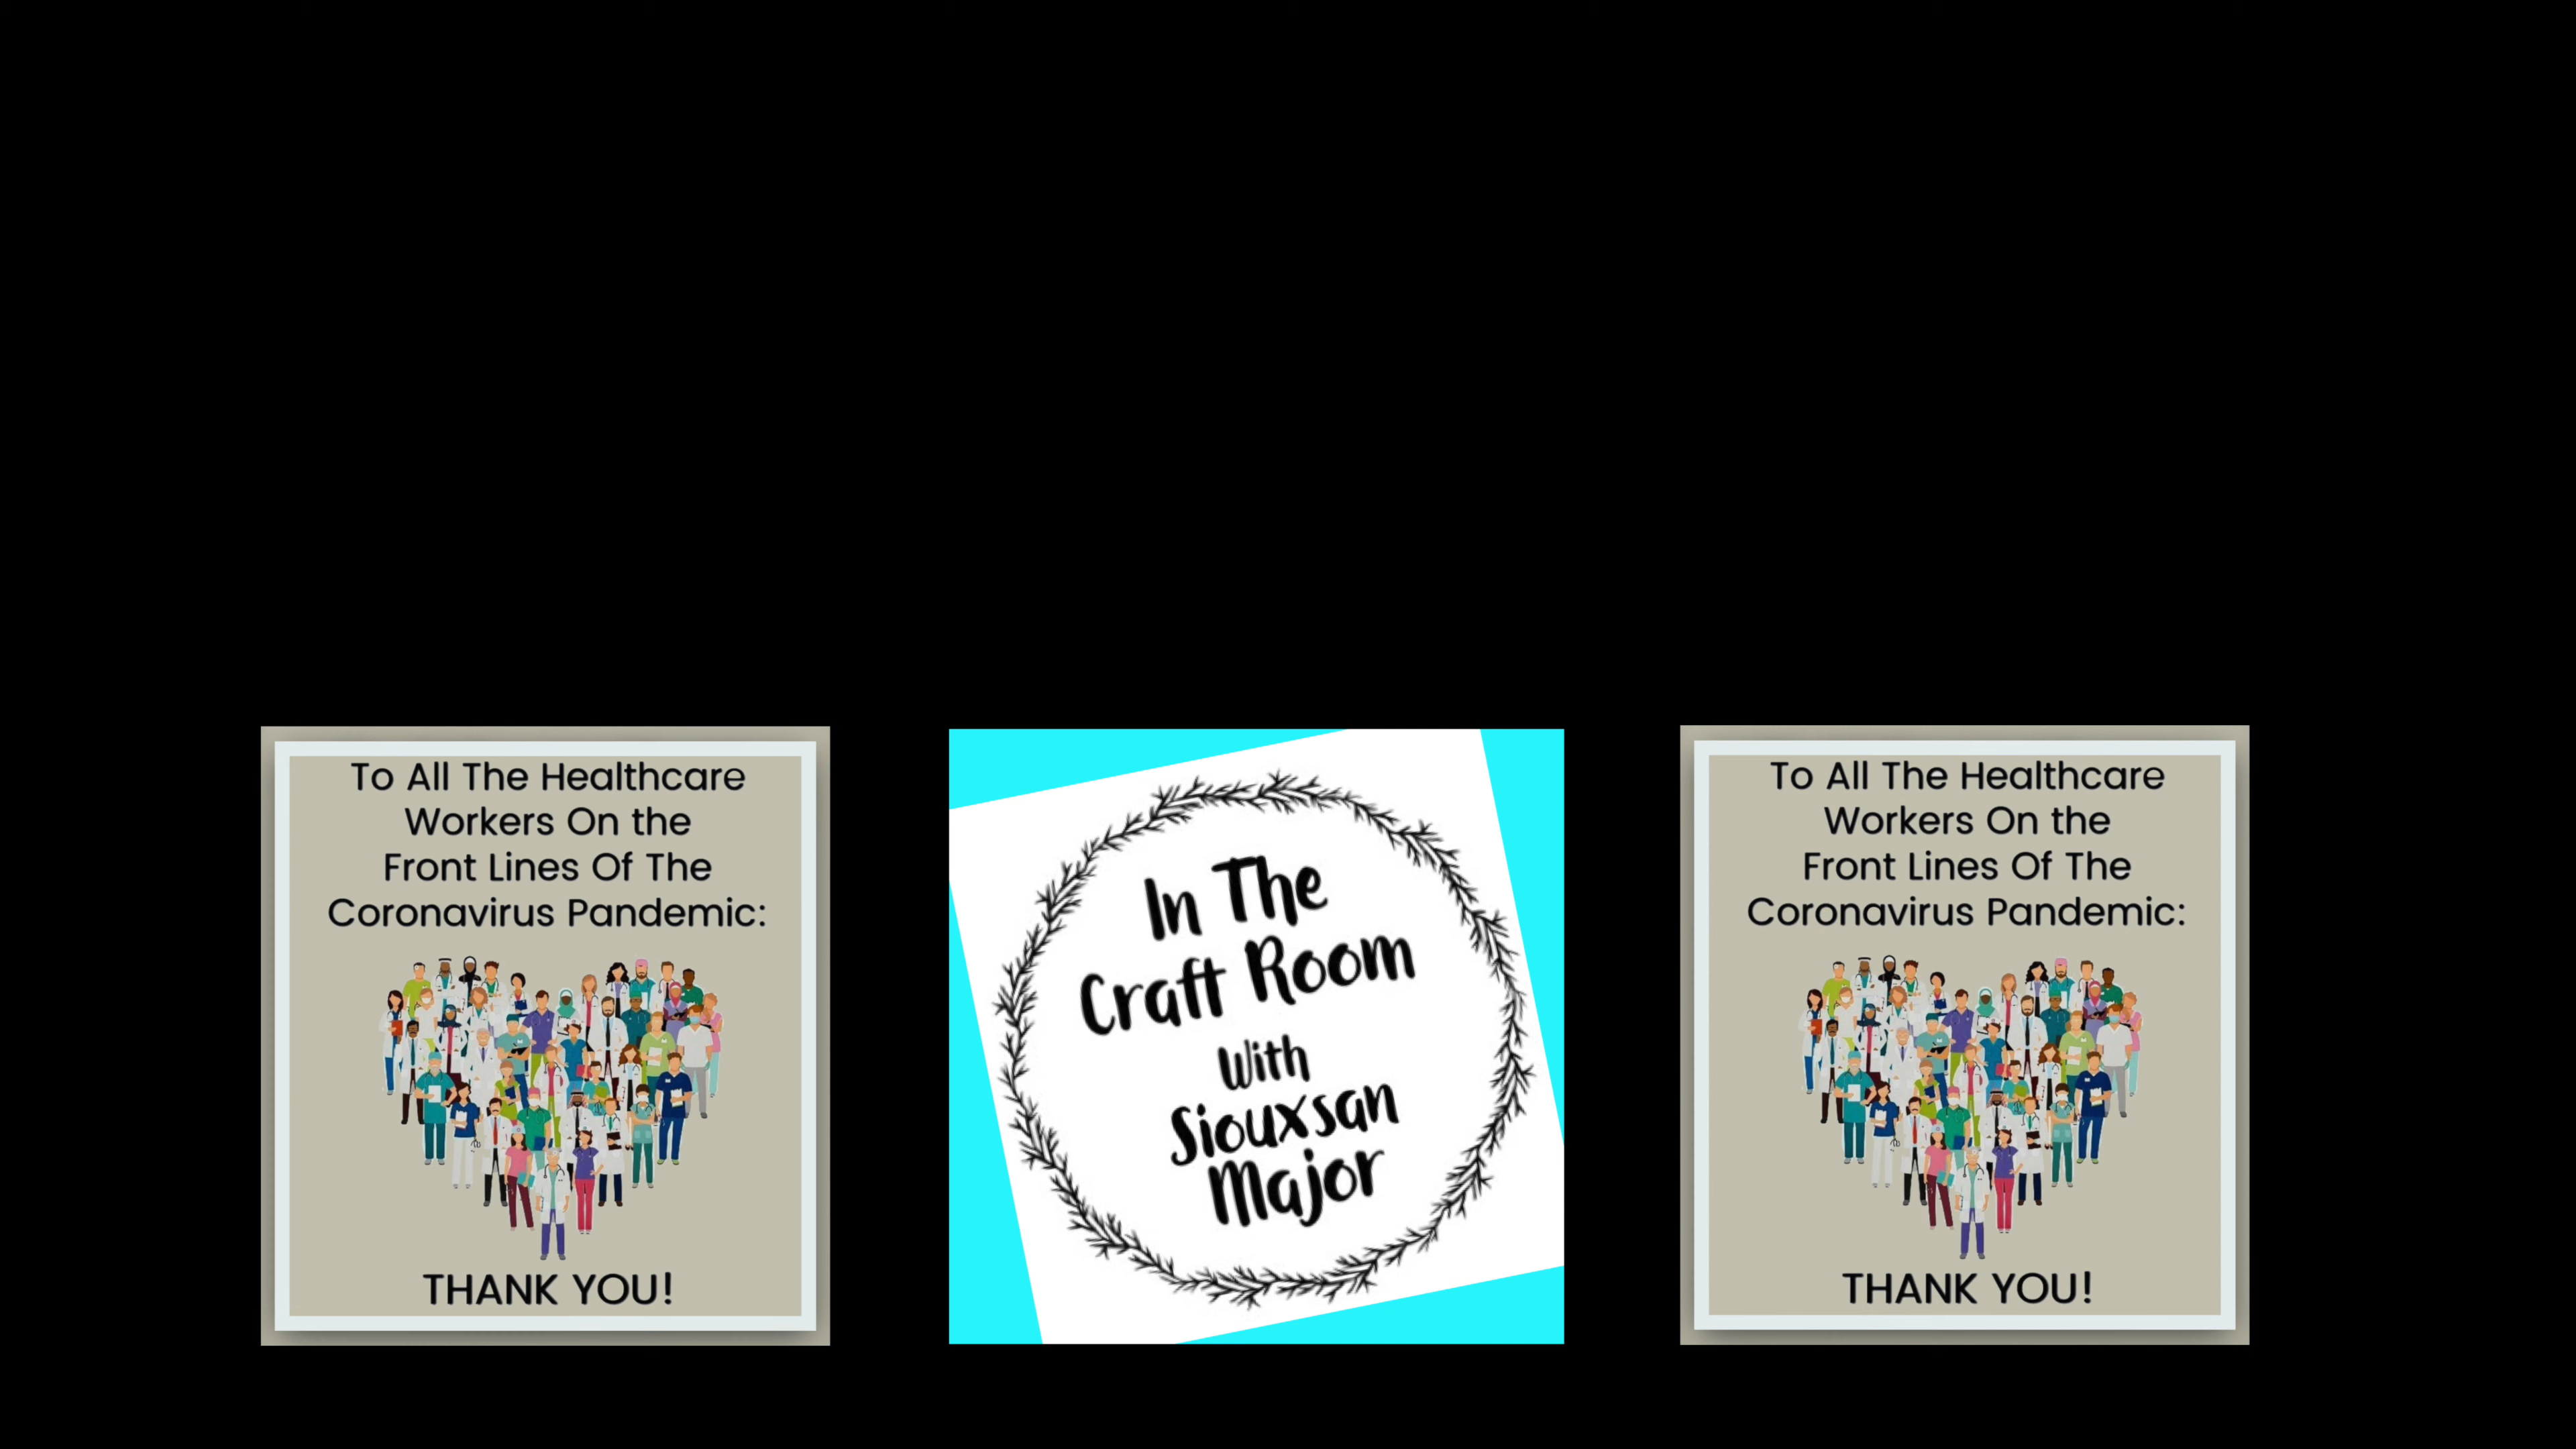 To All The Healthcare
Workers On the
Front Lines Of The
Coronavirus Pandemic:
THANK YOU!
In The
Craft Room
With
Siouxsan
Major
To All The Healthcare
Workers On the
Front Lines Of The
Coronavirus Pandemic:
THANK YOU!